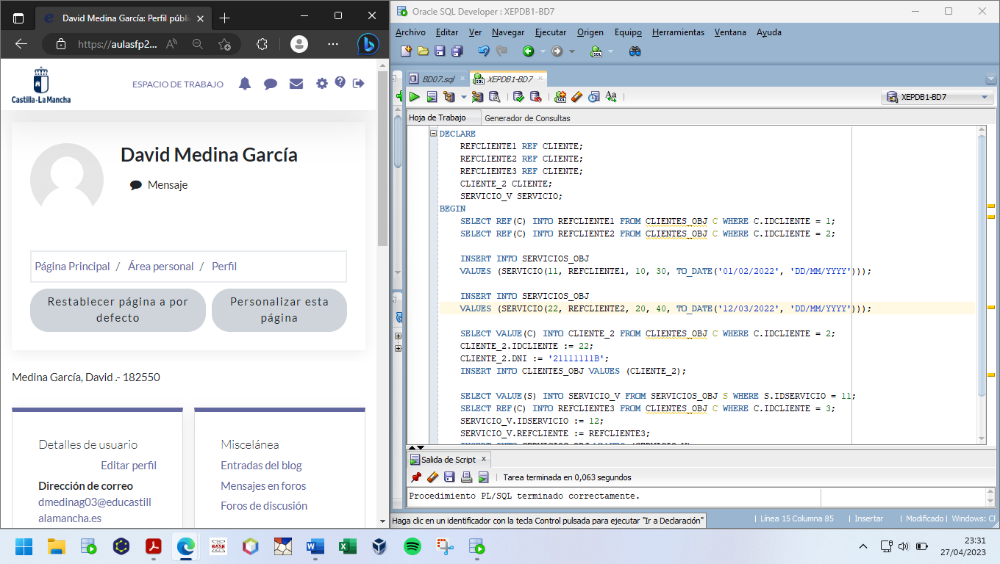 David Medina García: Perfil públi
https://aulasfp2...
Castilla-La Mancha
ESPACIO DE TRABAJO
David Medina García
Mensaje
Página Principal / Área personal / Perfil
Restablecer página a por defecto
Personalizar esta página
Medina García, David .- 182550
Detalles de usuario
Editar perfil
Dirección de correo
dmedinag03@educastill
alamancha.es
Miscelánea
Entradas del blog
Mensajes en foros
Foros de discusión
Oracle SQL Developer : XEPDB1-BD7
Archivo Editar Ver Navegar Ejecutar Origen Equipo Herramientas Ventana Ayuda
BD07.sql XEPDB1-BD7
XEPDB1-BD7
Hoja de Trabajo Generador de Consultas
DECLARE
REFCLIENTE1 REF CLIENTE;
REFCLIENTE2 REF CLIENTE;
REFCLIENTE3 REF CLIENTE;
CLIENTE_2 CLIENTE;
SERVICIO_V SERVICIO;
BEGIN
SELECT REF(C) INTO REFCLIENTE1 FROM CLIENTES_OBJ C WHERE C.IDCLIENTE = 1;
SELECT REF(C) INTO REFCLIENTE2 FROM CLIENTES_OBJ C WHERE C.IDCLIENTE = 2;
INSERT INTO SERVICIOS_OBJ
VALUES (SERVICIO(11, REFCLIENTE1, 10, 30, TO_DATE('01/02/2022', 'DD/MM/YYYY')));
INSERT INTO SERVICIOS_OBJ
VALUES (SERVICIO(22, REFCLIENTE2, 20, 40, TO_DATE('12/03/2022', 'DD/MM/YYYY')));
SELECT VALUE(C) INTO CLIENTE_2 FROM CLIENTES_OBJ C WHERE C.IDCLIENTE = 2;
CLIENTE_2.IDCLIENTE := 22;
CLIENTE_2.DNI := '21111111B';
INSERT INTO CLIENTES_OBJ VALUES (CLIENTE_2);
SELECT VALUE(S) INTO SERVICIO_V FROM SERVICIOS_OBJ S WHERE S.IDSERVICIO = 11;
SELECT REF(C) INTO REFCLIENTE3 FROM CLIENTES_OBJ C WHERE C.IDCLIENTE = 3;
SERVICIO_V.IDSERVICIO := 12;
SERVICIO_V.REFCLIENTE := REFCLIENTE3;
INSERT INTO SERVICIOS_OBJ VALUES (SERVICIO_V)
Salida de Script x
Tarea terminada en 0,063 segundos
Procedimiento PL/SQL terminado correctamente.
Haga clic en un identificador con la tecla Control pulsada para ejecutar "Ir a Declaración"
| Línea 15 Columna 85 | Insertar | Modificado | Windows: CF
23:31
27/04/2023